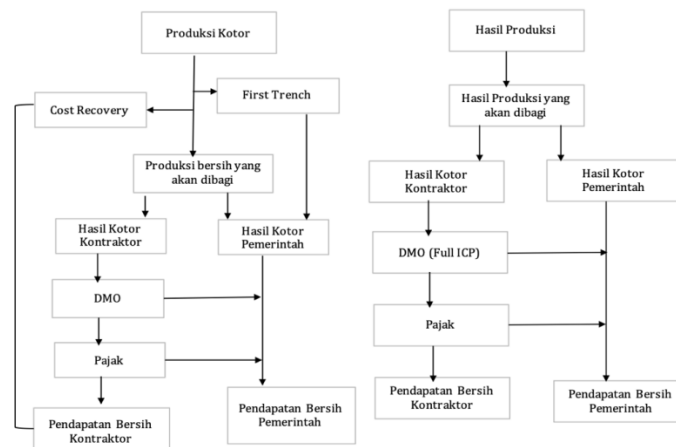 Produksi Kotor
Cost Recovery
First Trench
Produksi bersih yang
akan dibagi
Hasil Kotor
Kontraktor
Hasil Kotor
Pemerintah
DMO
Pajak
Pendapatan Bersih
Kontraktor
Pendapatan Bersih
Pemerintah
Hasil Produksi
Hasil Produksi yang
akan dibagi
Hasil Kotor
Kontraktor
Hasil Kotor
Pemerintah
DMO (Full ICP)
Pajak
Pendapatan Bersih
Kontraktor
Pendapatan Bersih
Pemerintah